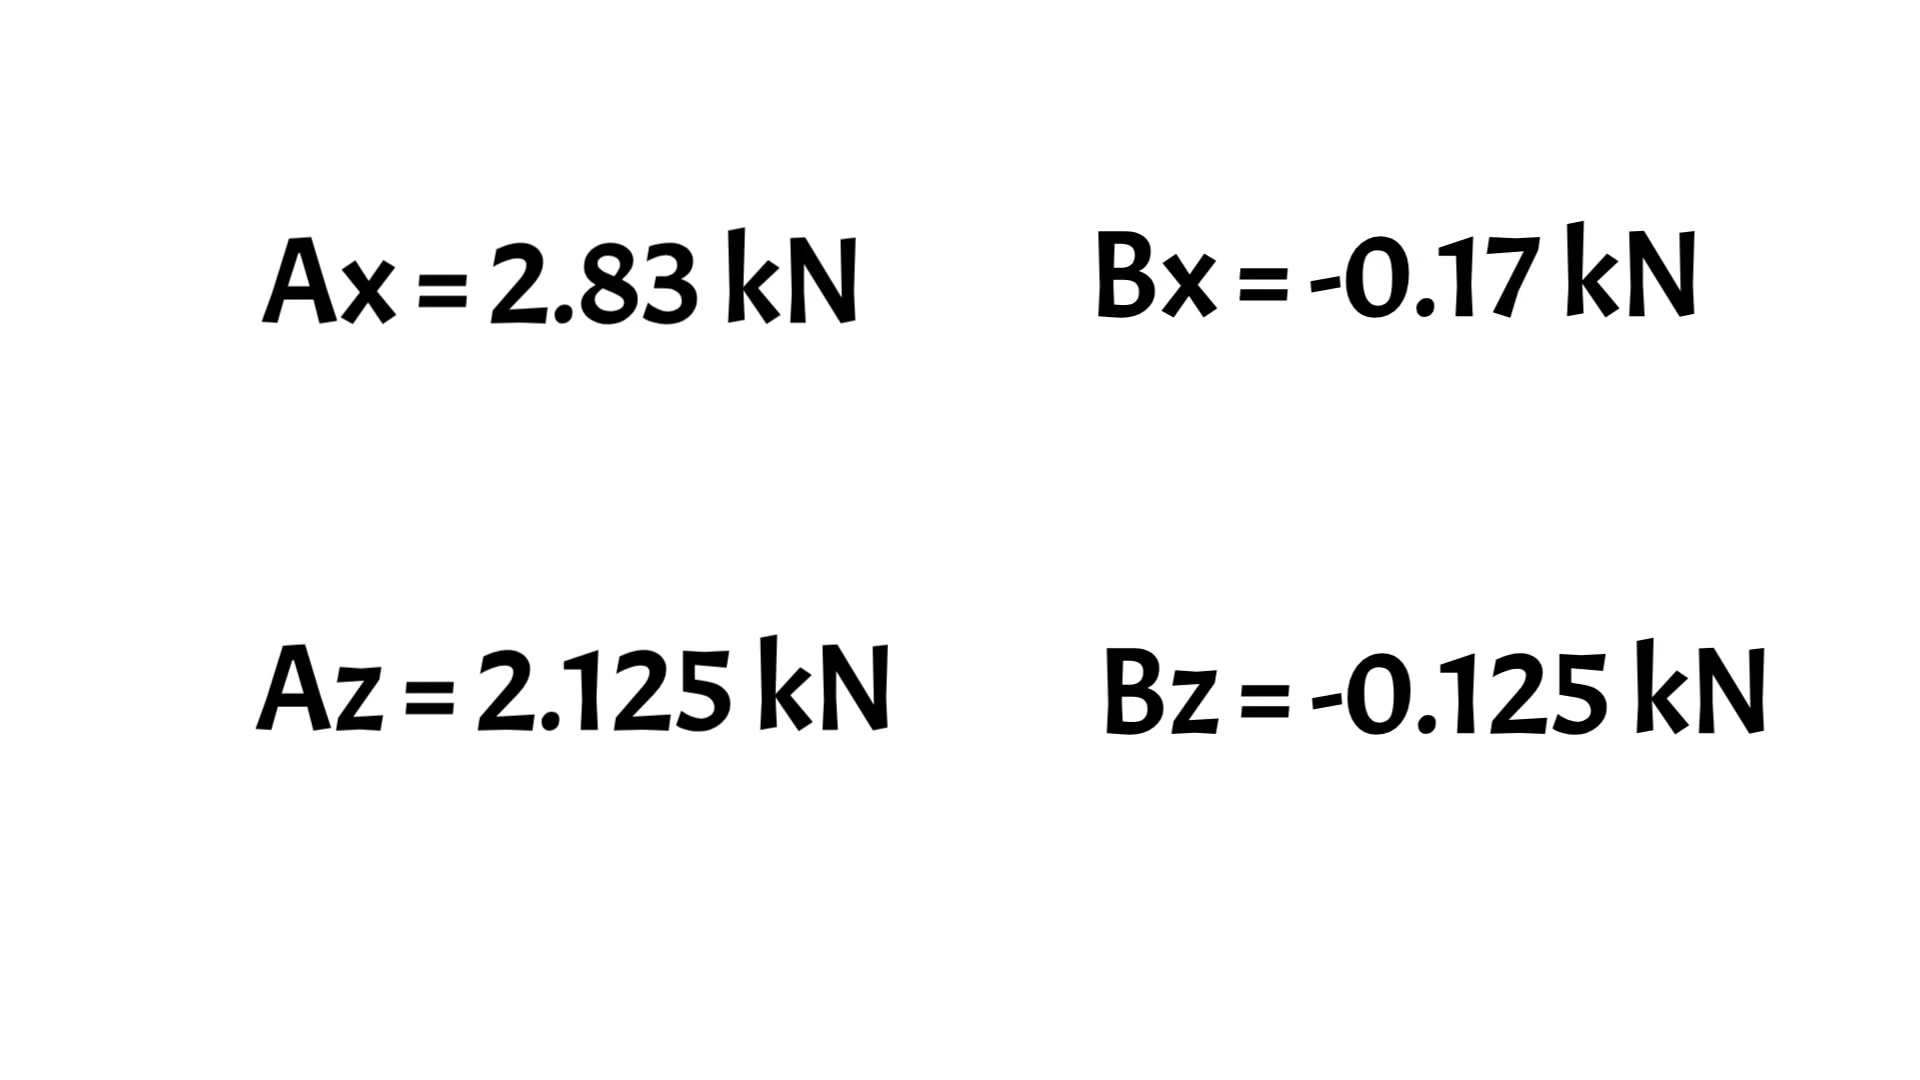 Ax = 2.83 kN
Bx = -0.17 kN
Az = 2.125 kN
Bz = -0.125 kN